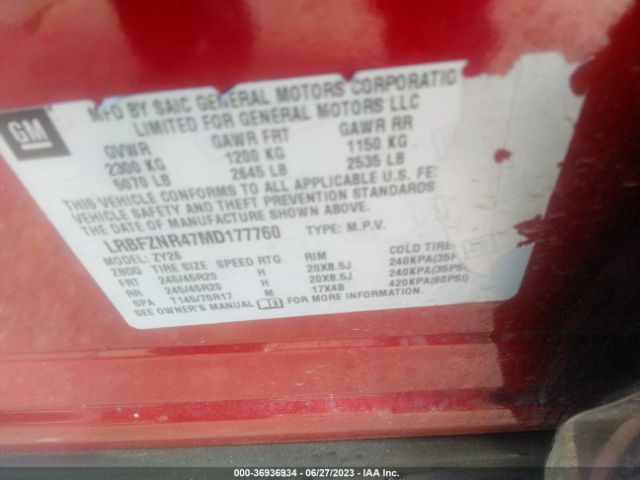 GM
MFD BY SAIC GENERAL MOTORS CORPORATIO
LIMITED FOR GENERAL MOTORS LLC
GVWR GAWR FRT GAWR RR
2300 KG 1200 KG 1150 KG
5070 LB 2645 LB 2535 LB
THIS VEHICLE CONFORMS TO ALL APPLICABLE U.S. FE
VEHICLE SAFETY AND THEFT PREVENTION STANDARDS
THE DATE OF MANUFACTURE SHOWN ABOVE.
LRBFZNR47MD177760 TYPE: M.P.V.
MODEL: ZY26
ZBDQ TIRE SIZE SPEED RTG RIM COLD TIRE
FRT 245/45R20 H 20X8.5J 240KPA(35P
RR 245/45R20 H 20X8.5J 240KPA(35PSI)
SPA T145/70R17 M 17X4B 420KPA(60PSI)
SEE OWNER'S MANUAL FOR MORE INFORMATION
000-36936934 - 06/27/2023 - IAA Inc.